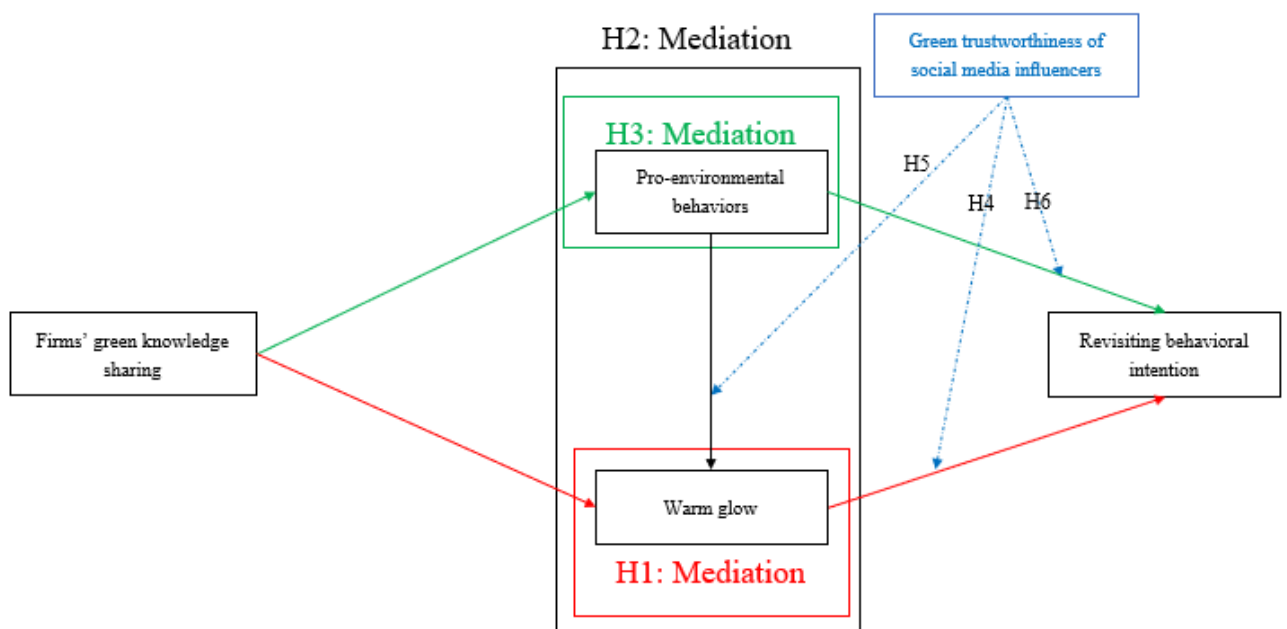 H2: Mediation
Green trustworthiness of
social media influencers
H3: Mediation
Pro-environmental
behaviors
H5
H4
H6
Firms’ green knowledge
sharing
Revisiting behavioral
intention
Warm glow
H1: Mediation